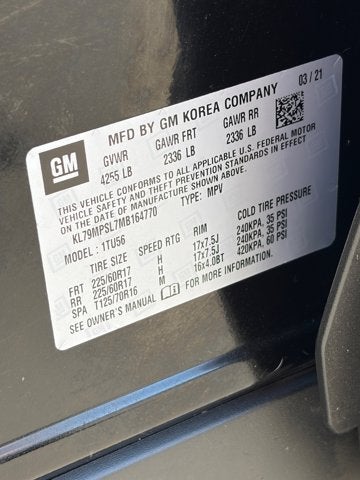 MFD BY GM KOREA COMPANY 03 / 21
GM
GVWR GAWR FRT GAWR RR
4255 LB 2336 LB 2336 LB
THIS VEHICLE CONFORMS TO ALL APPLICABLE U.S. FEDERAL MOTOR
VEHICLE SAFETY AND THEFT PREVENTION STANDARDS IN EFFECT
ON THE DATE OF MANUFACTURE SHOWN ABOVE.
KL79MPSL7MB164770 TYPE: MPV
MODEL : 1TU56
TIRE SIZE SPEED RTG RIM COLD TIRE PRESSURE
FRT 225/60R17 H 17x7.5J 240KPA, 35 PSI
RR 225/60R17 H 17x7.5J 240KPA, 35 PSI
SPA T125/70R16 M 16x4.0BT 420KPA, 60 PSI
SEE OWNER'S MANUAL FOR MORE INFORMATION.